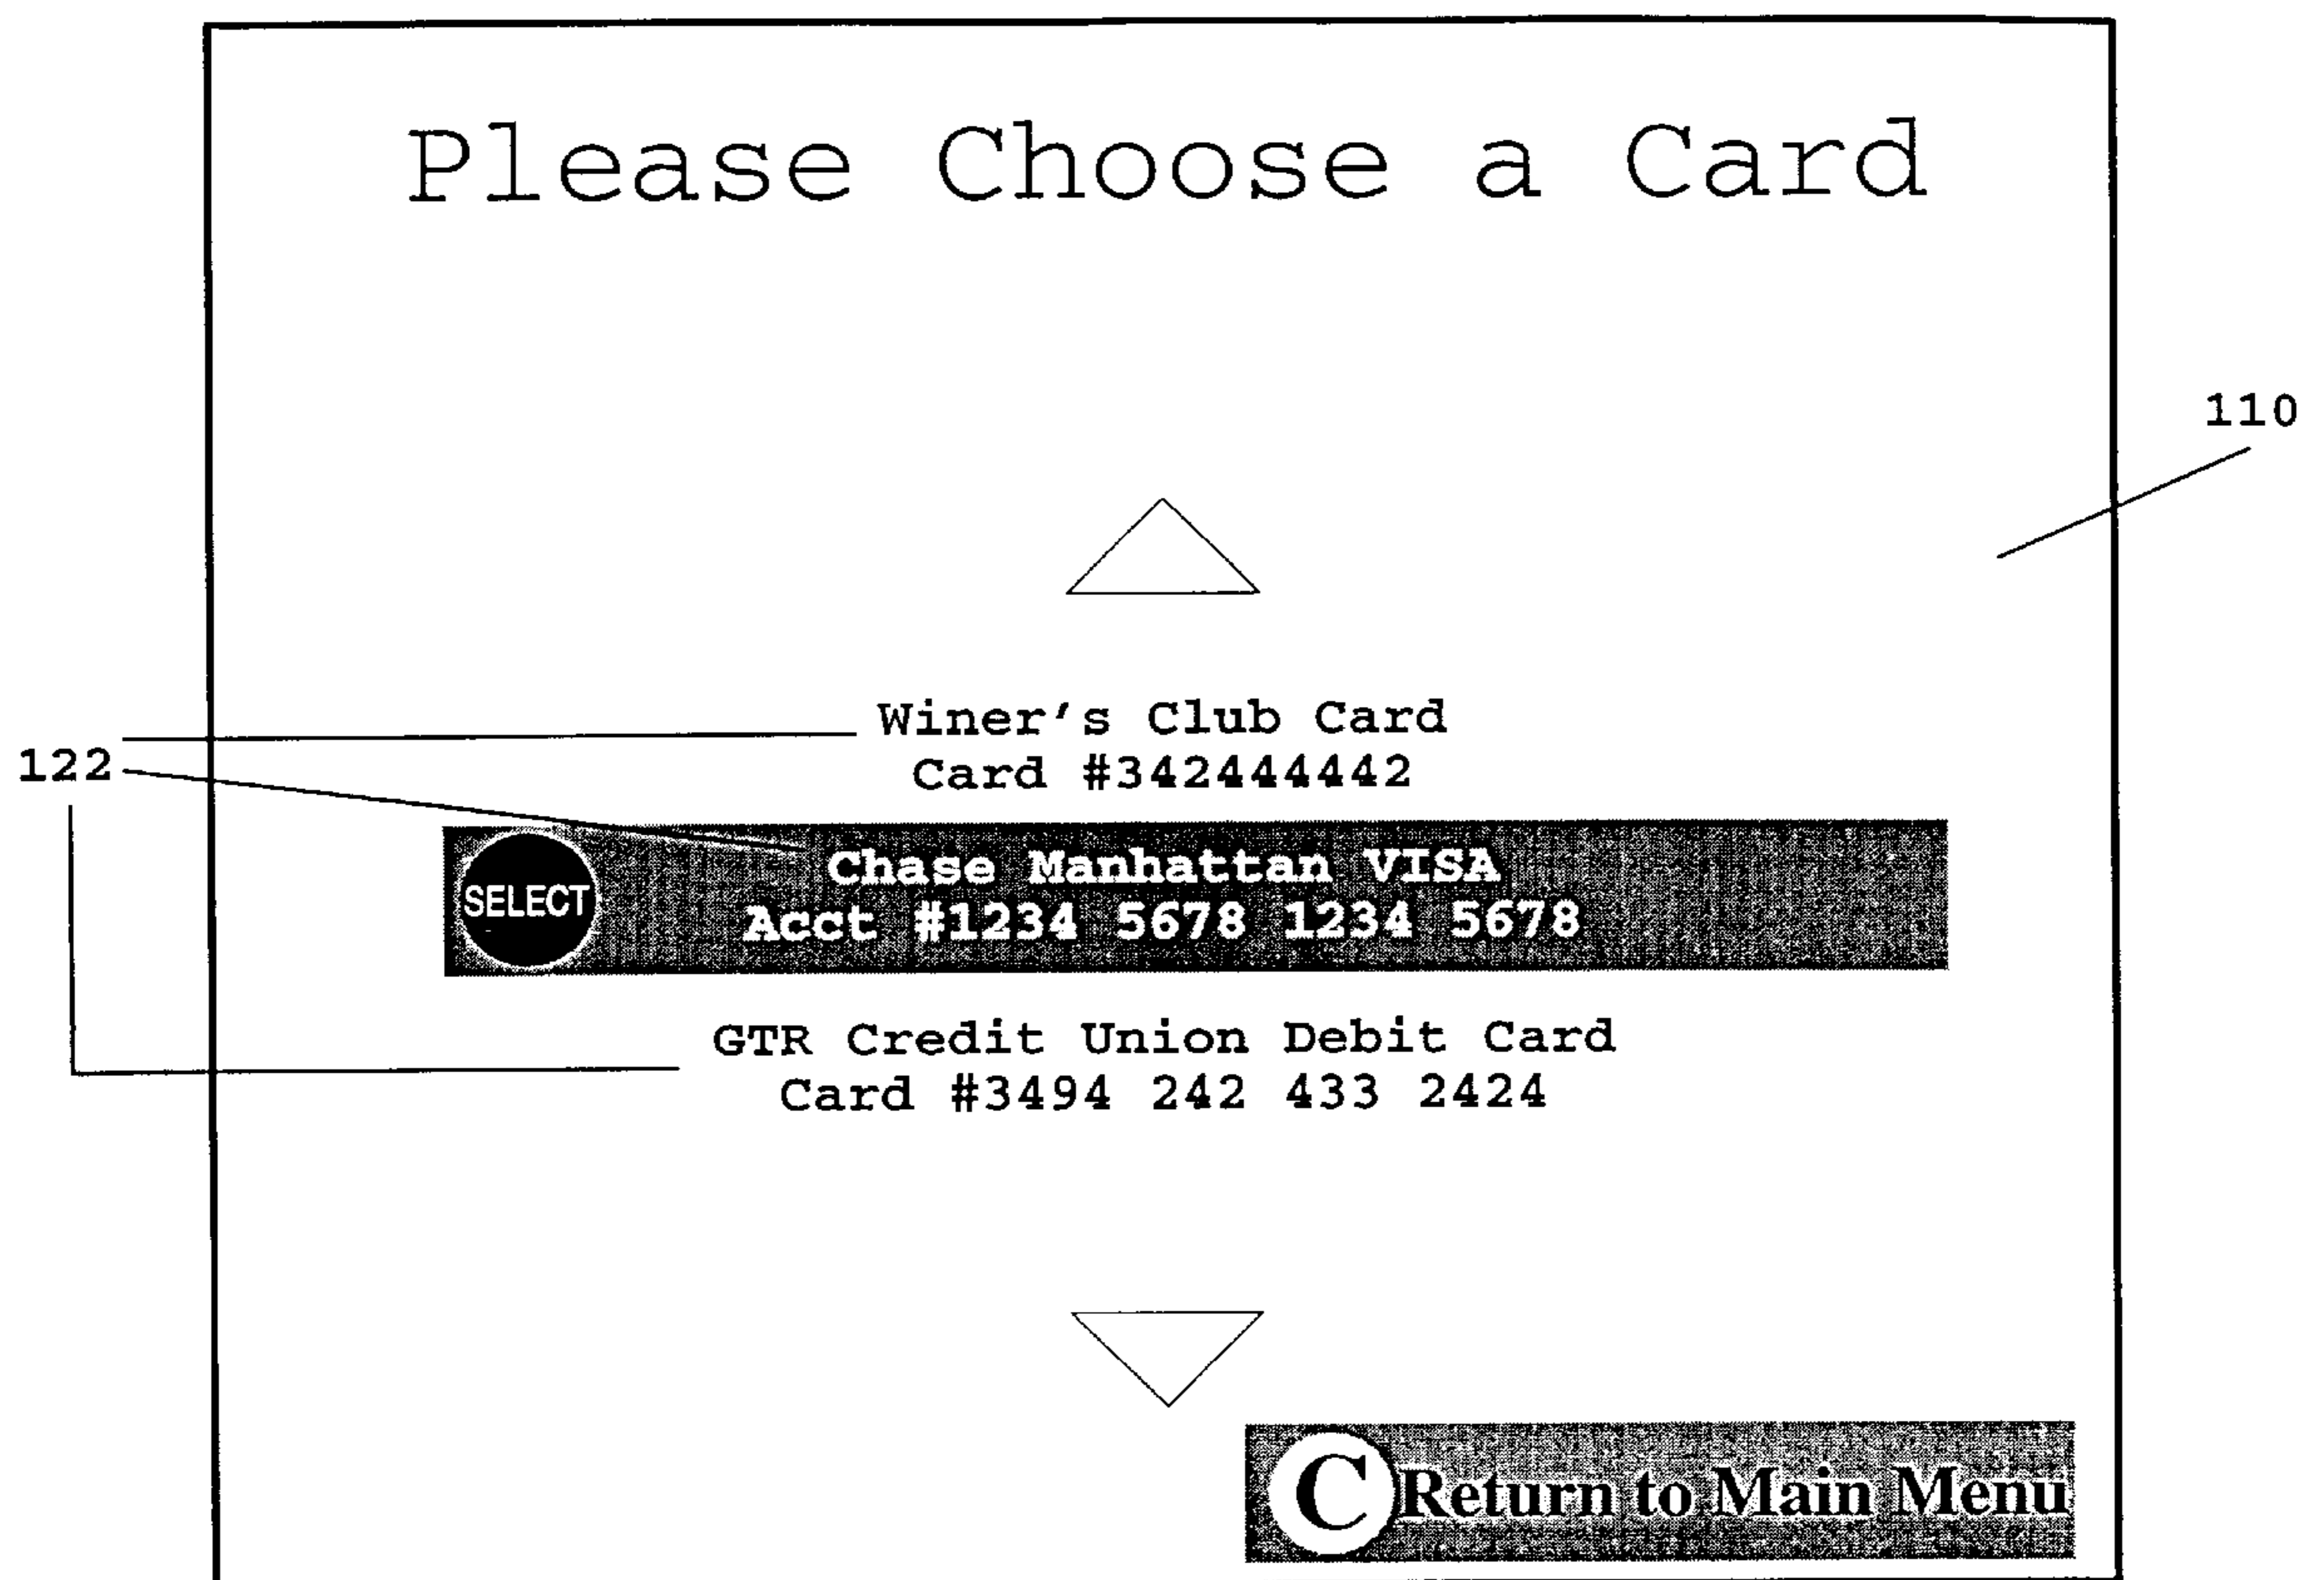 Please Choose a Card
110
Winer's Club Card
122
Card #342444442
Chase Manhattan VISA
SELECT
Acct #1234 5678 1234 5678
GTR Credit Union Debit Card
Card #3494 242 433 2424
C Return to Main Menu